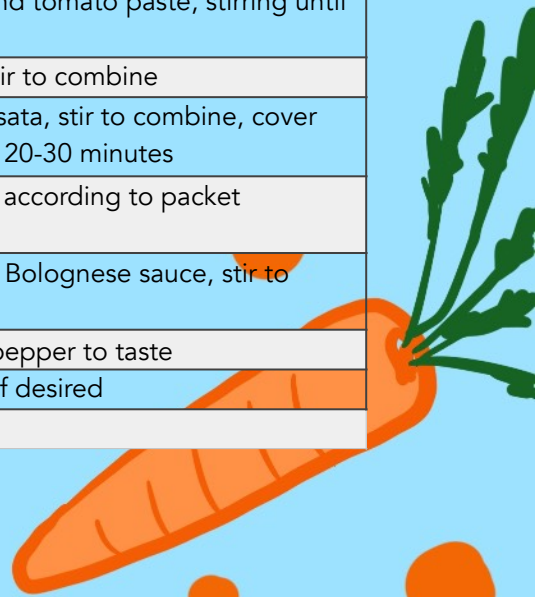 nd tomato paste, stirring until
ir to combine
sata, stir to combine, cover
20-30 minutes
according to packet
Bolognese sauce, stir to
pepper to taste
f desired